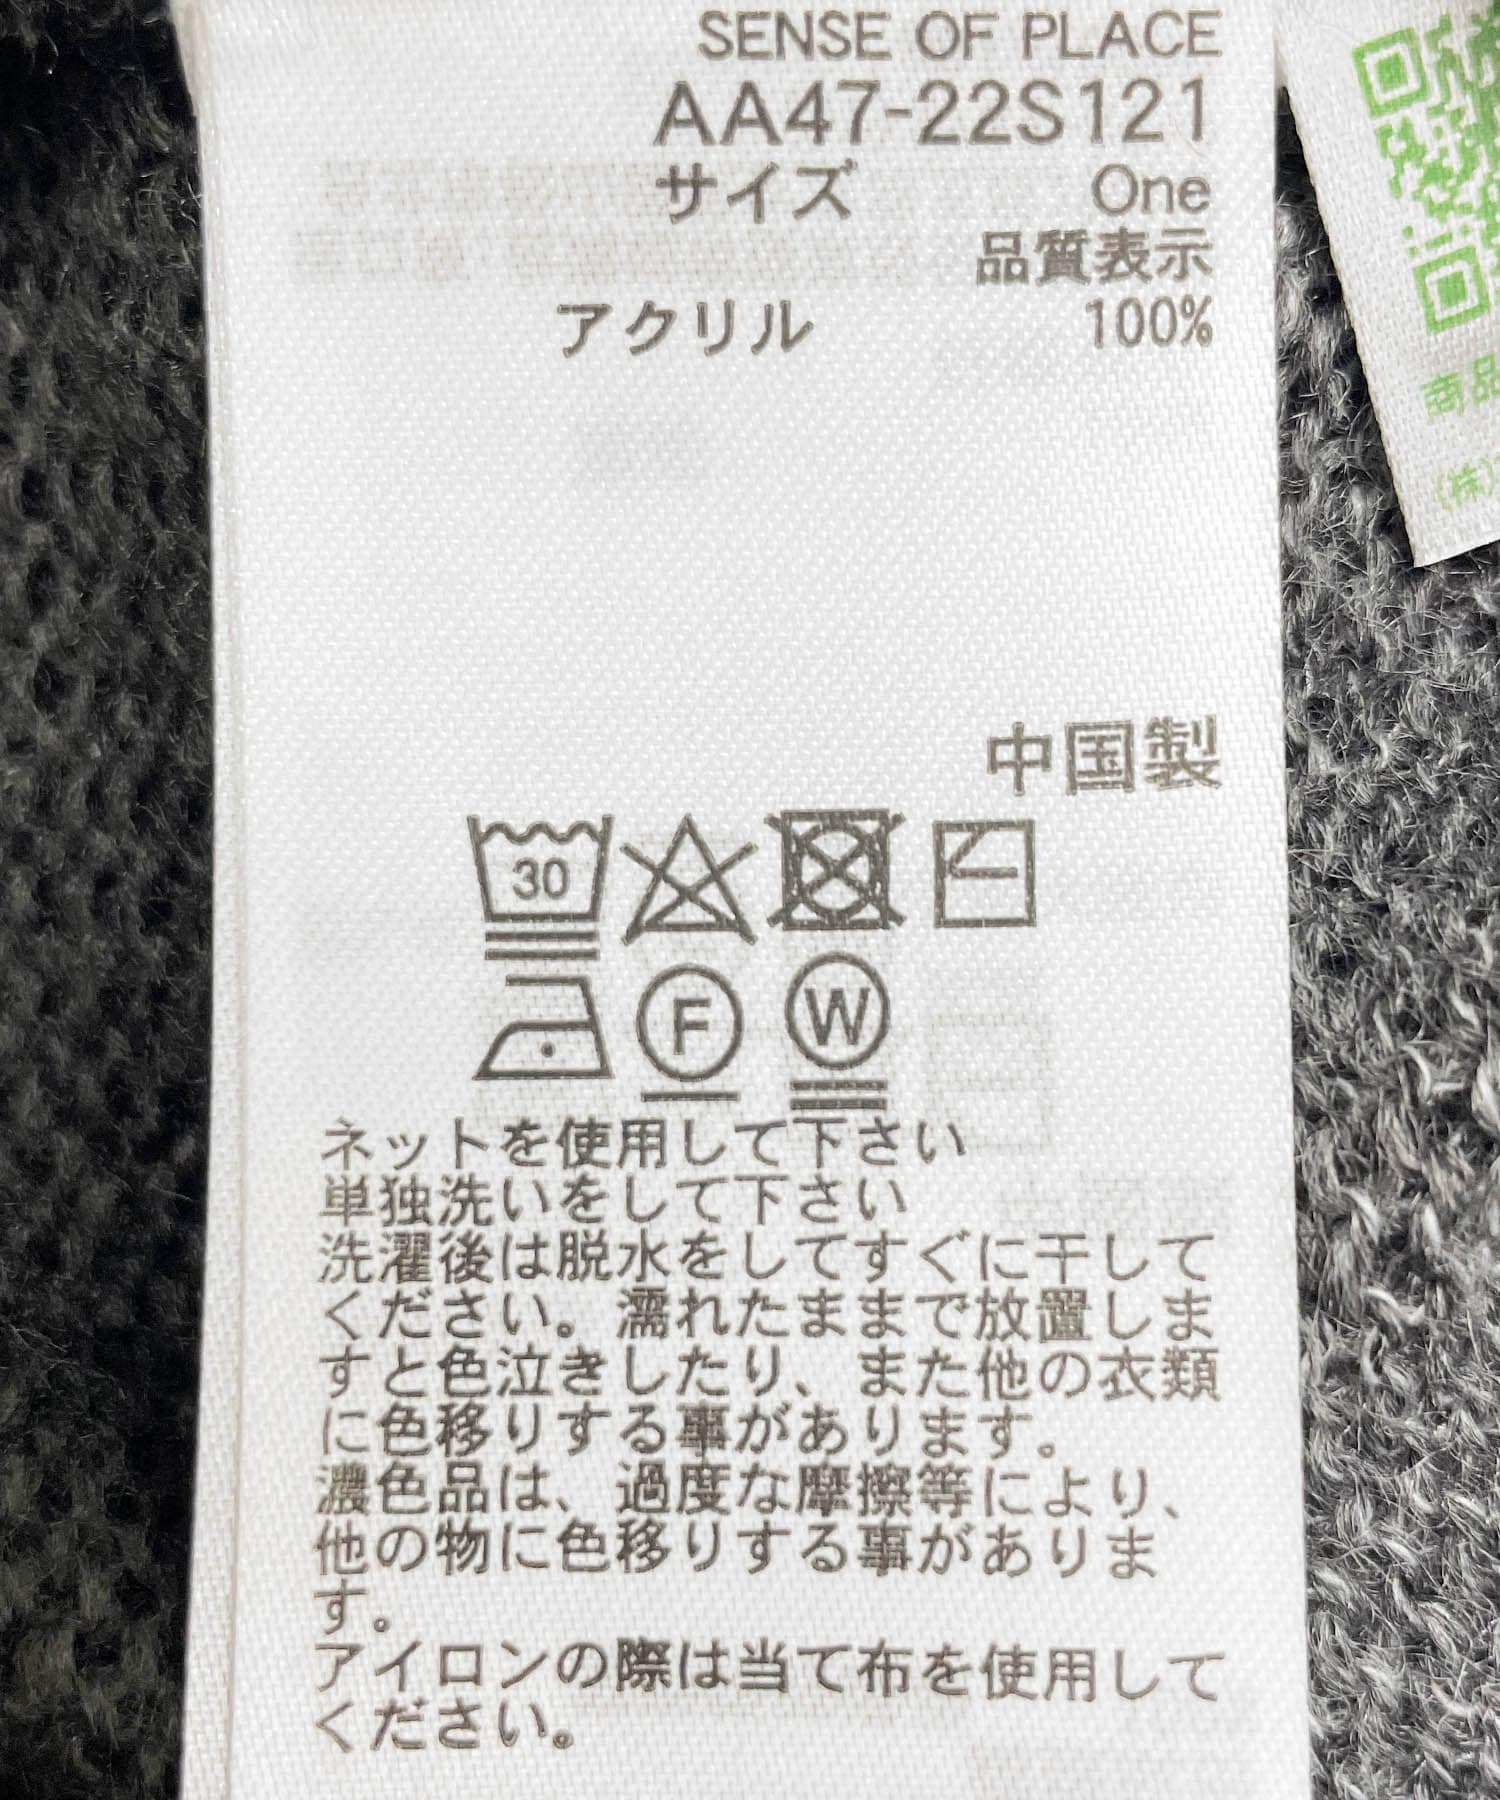 SENSE OF PLACE
AA47-22S121
サイズ One
品質表示
アクリル 100%
中国製
30
F W
ネットを使用して下さい
単独洗いをして下さい
洗濯後は脱水をしてすぐに干して
ください。濡れたままで放置しま
すと色泣きしたり、また他の衣類
に色移りする事があります。
濃色品は、過度な摩擦等により、
他の物に色移りする事がありま
す。
アイロンの際は当て布を使用して
ください。
商品
(株)